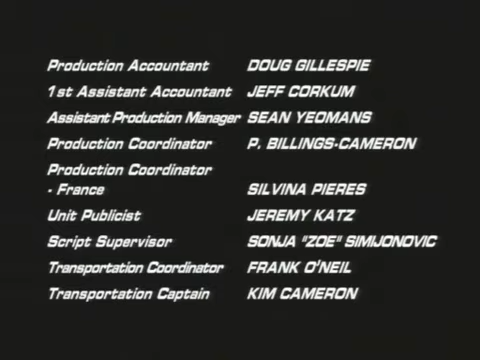 Production Accountant DOUG GILLESPIE
1st Assistant Accountant JEFF CORKUM
Assistant Production Manager SEAN YEOMANS
Production Coordinator P. BILLINGS-CAMERON
Production Coordinator
- France SILVINA PIERES
Unit Publicist JEREMY KATZ
Script Supervisor SONJA "ZOE" SIMIJONOVIC
Transportation Coordinator FRANK O'NEIL
Transportation Captain KIM CAMERON